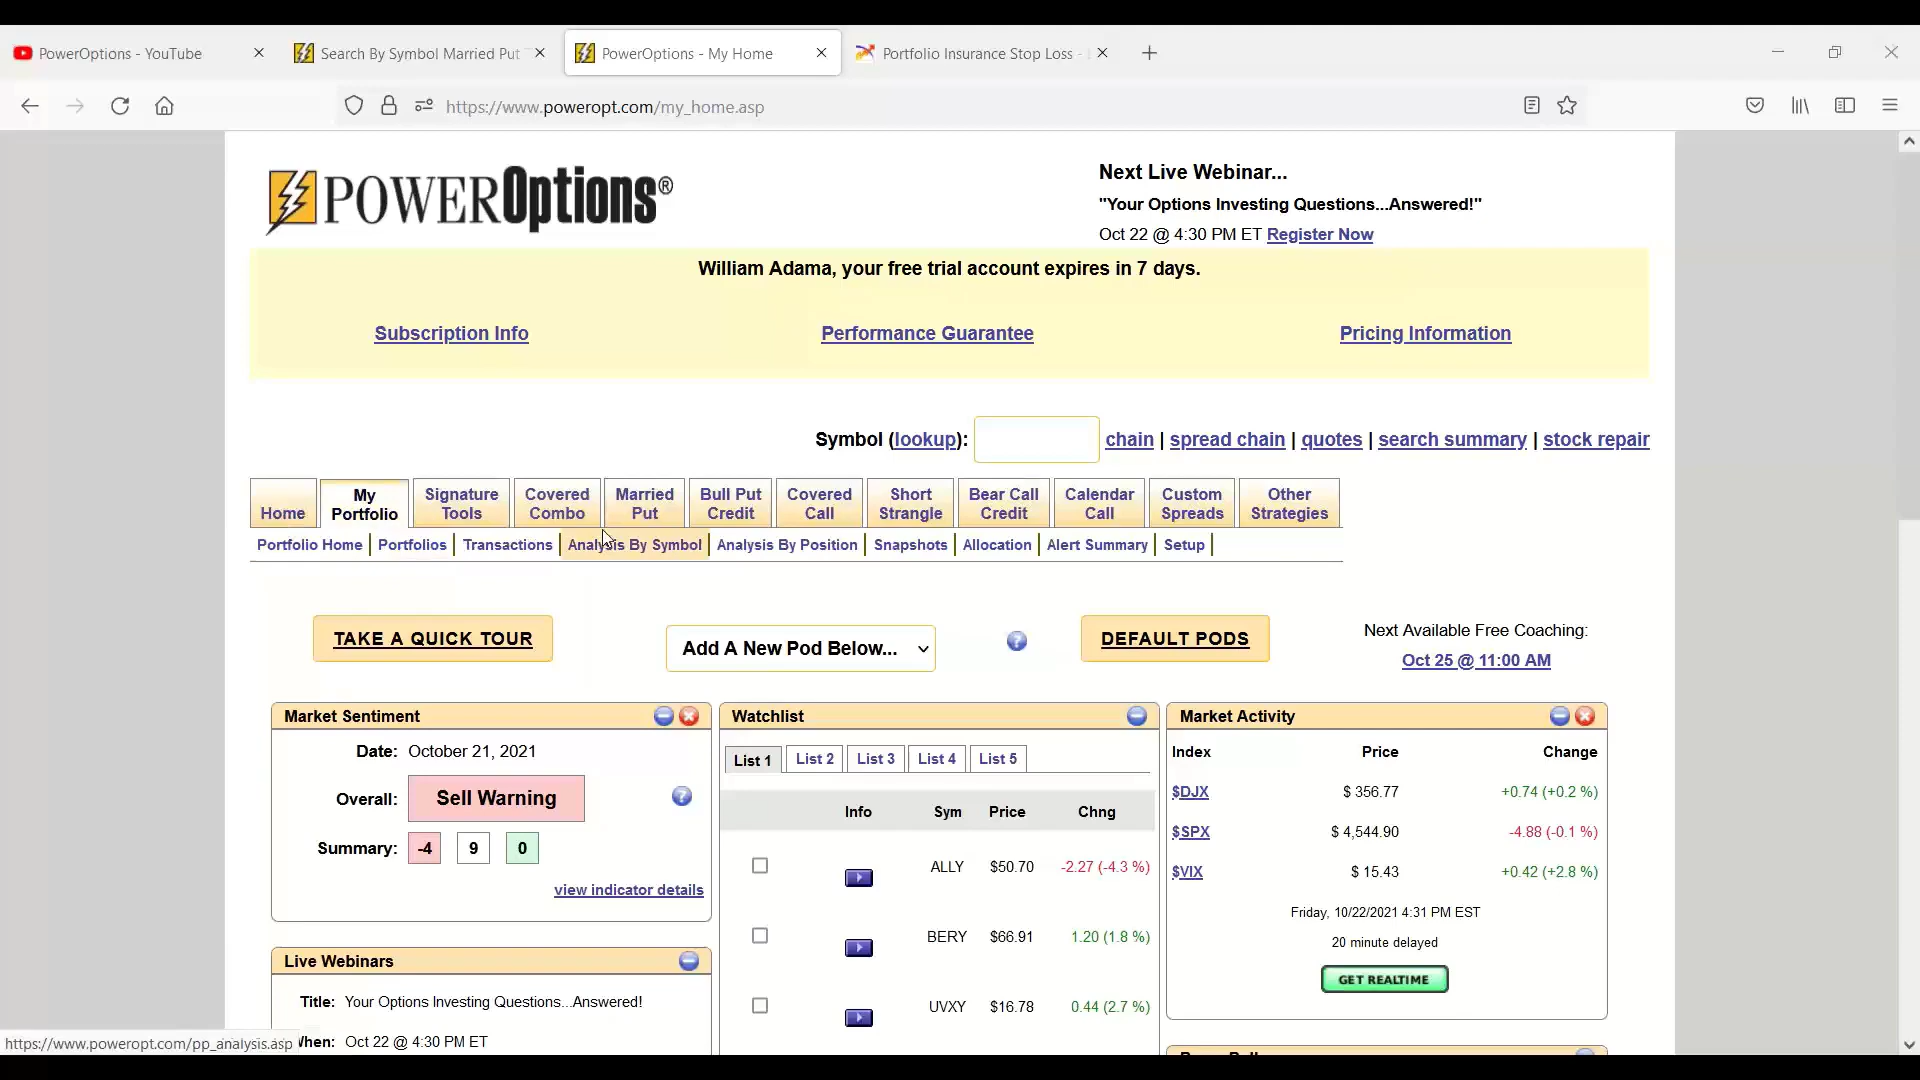 PowerOptions - YouTube
Search By Symbol Married Put
PowerOptions - My Home
Portfolio Insurance Stop Loss -
https://www.poweropt.com/my_home.asp
POWEROptions®
Next Live Webinar...
"Your Options Investing Questions...Answered!"
Oct 22 @ 4:30 PM ET Register Now
William Adama, your free trial account expires in 7 days.
Subscription Info
Performance Guarantee
Pricing Information
Symbol (lookup):
chain | spread chain | quotes | search summary | stock repair
Home
My Portfolio
Signature Tools
Covered Combo
Married Put
Bull Put Credit
Covered Call
Short Strangle
Bear Call Credit
Calendar Call
Custom Spreads
Other Strategies
Portfolio Home
Portfolios
Transactions
Analysis By Symbol
Analysis By Position
Snapshots
Allocation
Alert Summary
Setup
TAKE A QUICK TOUR
Add A New Pod Below...
?
DEFAULT PODS
Next Available Free Coaching:
Oct 25 @ 11:00 AM
Market Sentiment
Date: October 21, 2021
Overall: Sell Warning
?
Summary: -4 9 0
view indicator details
Live Webinars
Title: Your Options Investing Questions...Answered!
When: Oct 22 @ 4:30 PM ET
Watchlist
List 1
List 2
List 3
List 4
List 5
Info Sym Price Chng
ALLY $50.70 -2.27 (-4.3 %)
BERY $66.91 1.20 (1.8 %)
UVXY $16.78 0.44 (2.7 %)
Market Activity
Index Price Change
$DJX $ 356.77 +0.74 (+0.2 %)
$SPX $ 4,544.90 -4.88 (-0.1 %)
$VIX $ 15.43 +0.42 (+2.8 %)
Friday, 10/22/2021 4:31 PM EST
20 minute delayed
GET REALTIME
https://www.poweropt.com/pp_analysis.asp